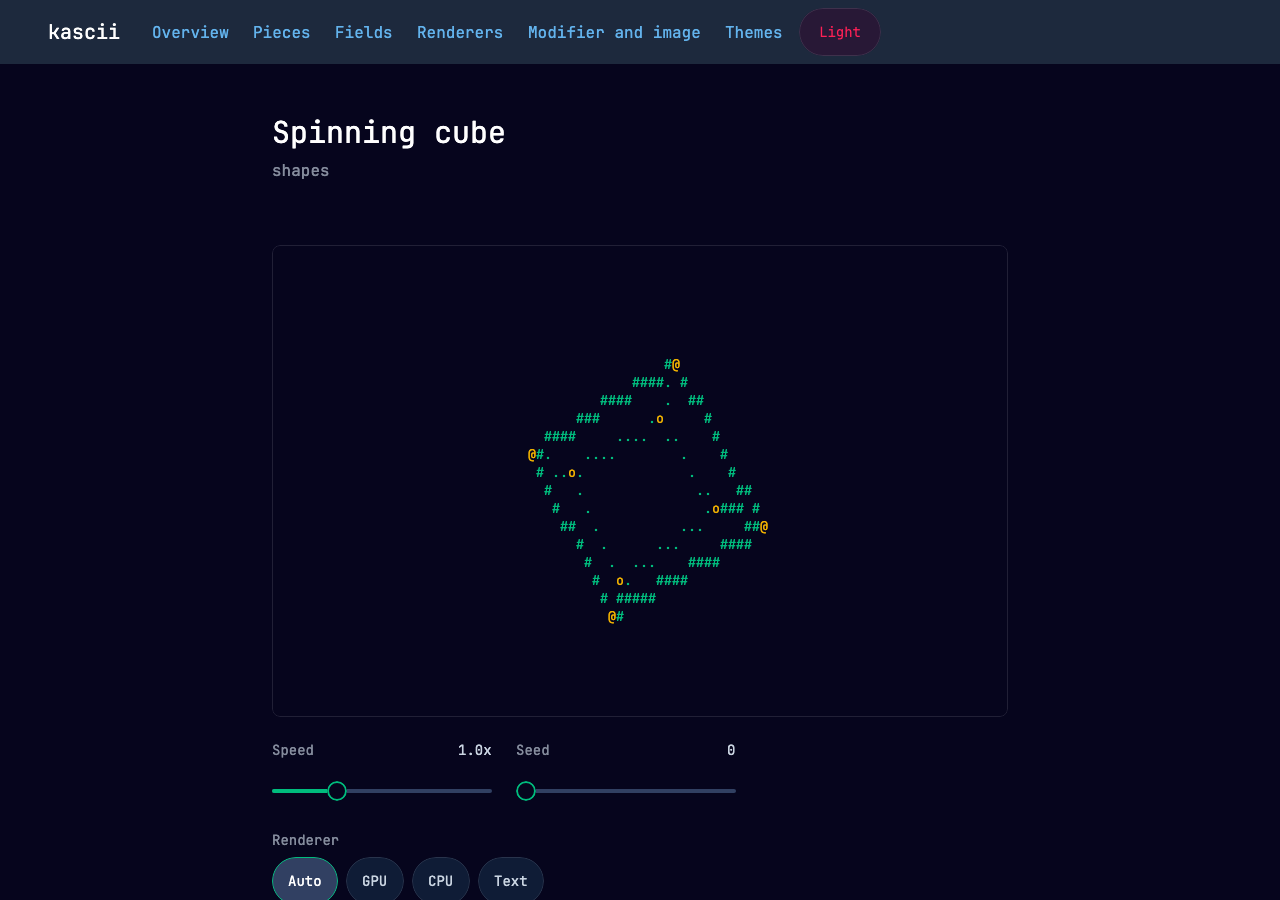 kascii Overview Pieces Fields Renderers Modifier and image Themes Light
Spinning cube
shapes
#@
####. #
####    .  ##
###      .o     #
####     ....  ..    #
@#.    ....        .    #
# ..o.             .    #
#   .              ..   ##
#   .              .o### #
##  .          ...     ##@
#  .      ...     ####
#  .  ...    ####
#  o.   ####
# #####
@#
Speed 1.0x Seed 0
Renderer
Auto GPU CPU Text